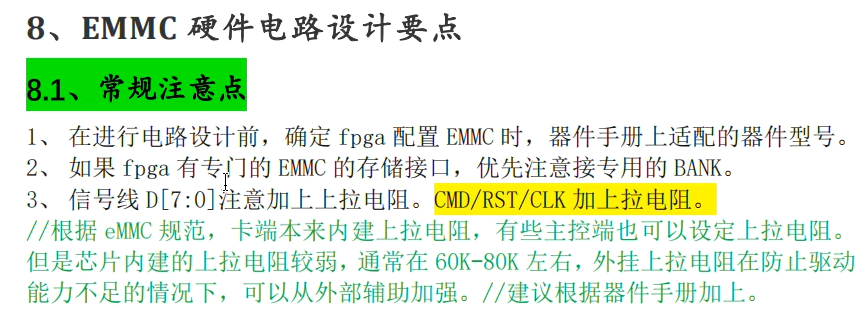 8、EMMC 硬件电路设计要点
8.1、常规注意点
1、 在进行电路设计前，确定 fpga 配置 EMMC 时，器件手册上适配的器件型号。
2、 如果 fpga 有专门的 EMMC 的存储接口，优先注意接专用的 BANK。
3、 信号线 D[7:0]注意加上上拉电阻。CMD/RST/CLK 加上拉电阻。
//根据 eMMC 规范，卡端本来内建上拉电阻，有些主控端也可以设定上拉电阻。
但是芯片内建的上拉电阻较弱，通常在 60K-80K 左右，外挂上拉电阻在防止驱动
能力不足的情况下，可以从外部辅助加强。//建议根据器件手册加上。